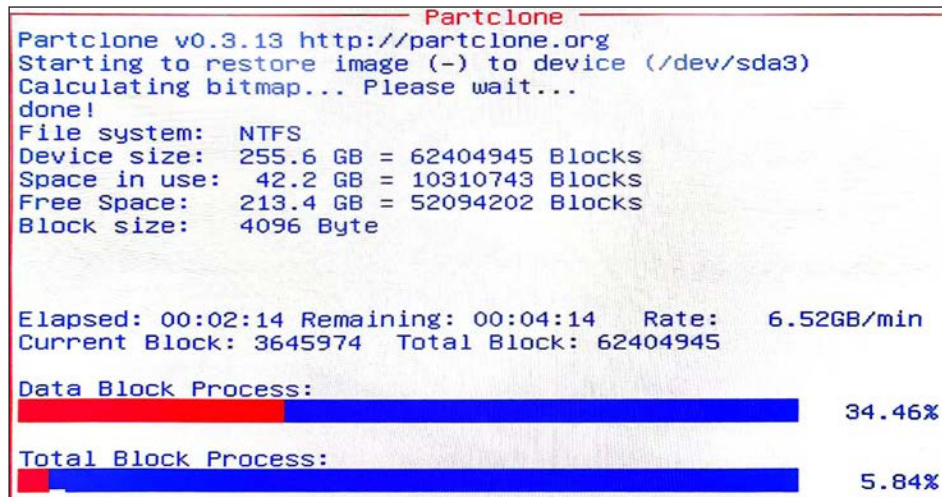 Partclone
Partclone v0.3.13 http://partclone.org
Starting to restore image (-) to device (/dev/sda3)
Calculating bitmap... Please wait...
done!
File system: NTFS
Device size: 255.6 GB = 62404945 Blocks
Space in use: 42.2 GB = 10310743 Blocks
Free Space: 213.4 GB = 52094202 Blocks
Block size: 4096 Byte
Elapsed: 00:02:14 Remaining: 00:04:14 Rate: 6.52GB/min
Current Block: 3645974 Total Block: 62404945
Data Block Process:
34.46%
Total Block Process:
5.84%